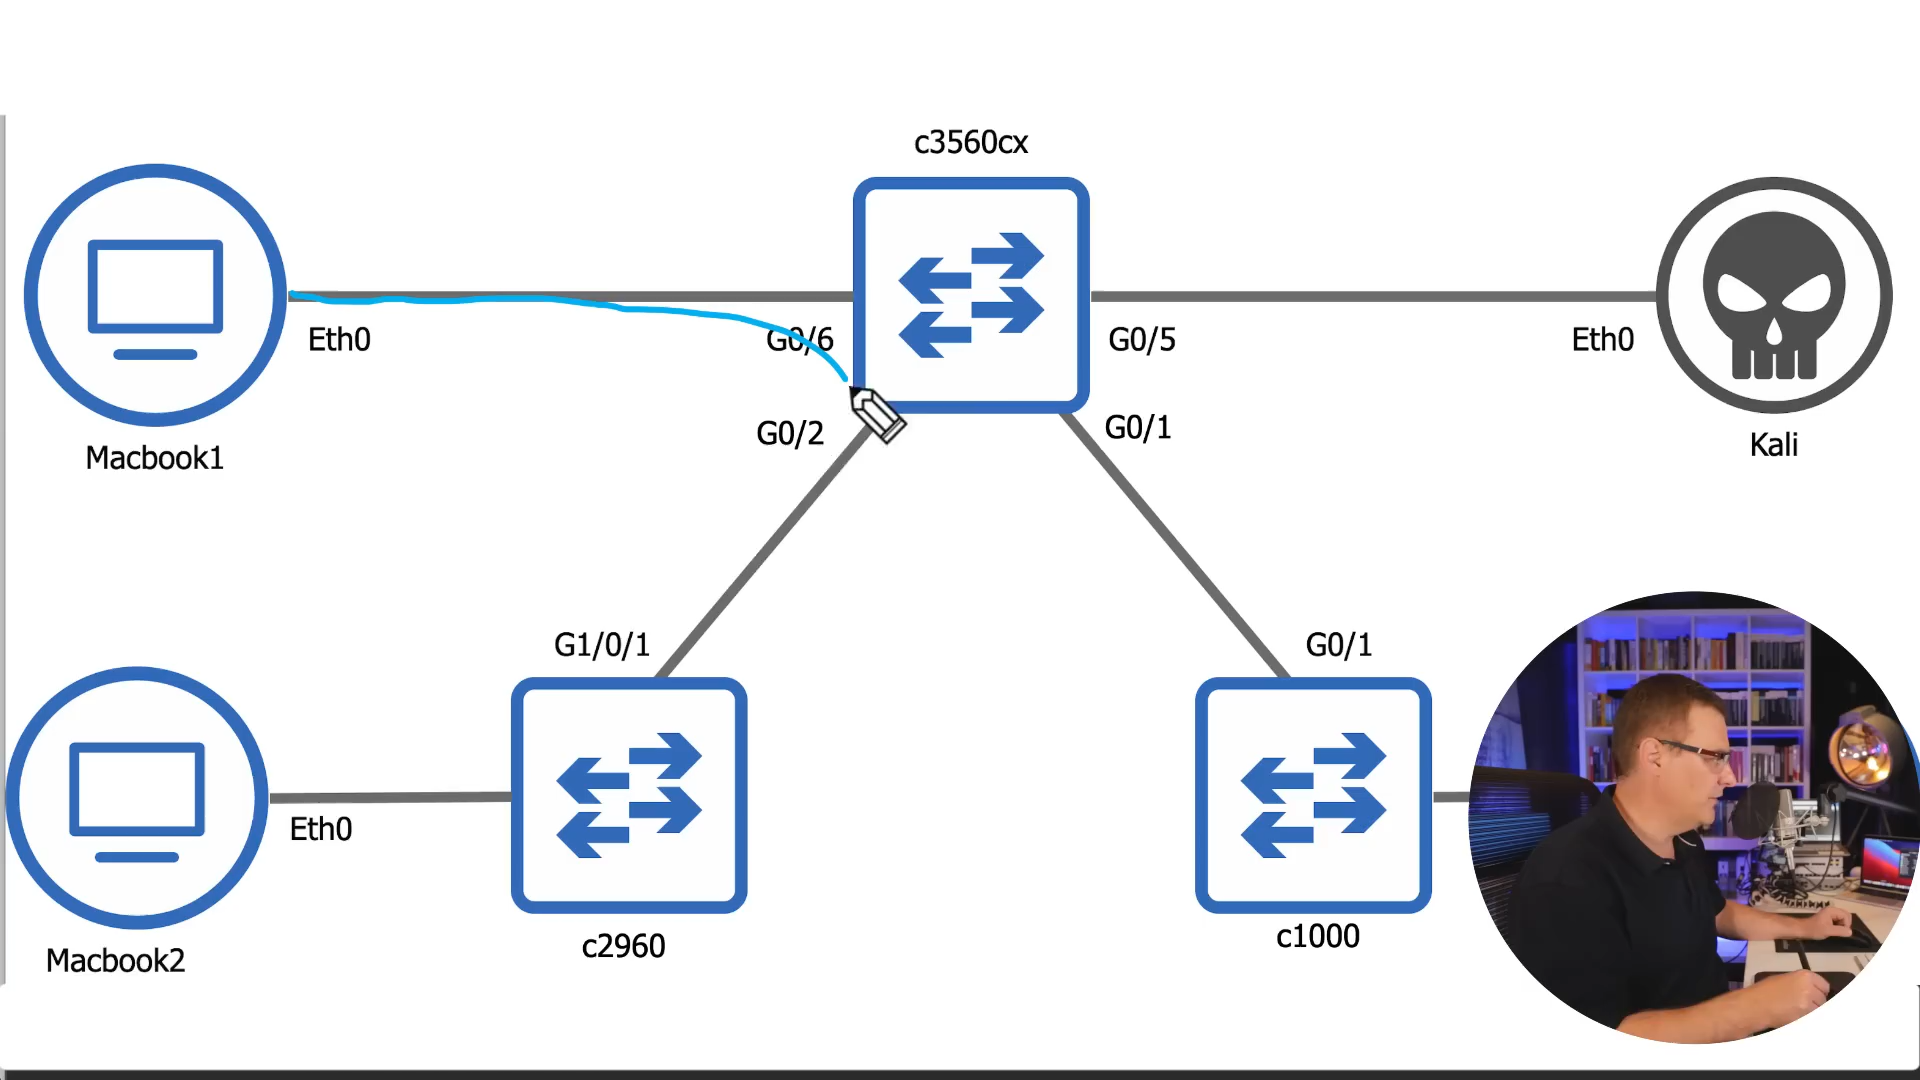 c3560cx
Eth0
G0/6
G0/5
Eth0
G0/2
G0/1
Macbook1
Kali
G1/0/1
G0/1
Eth0
c2960
c1000
Macbook2